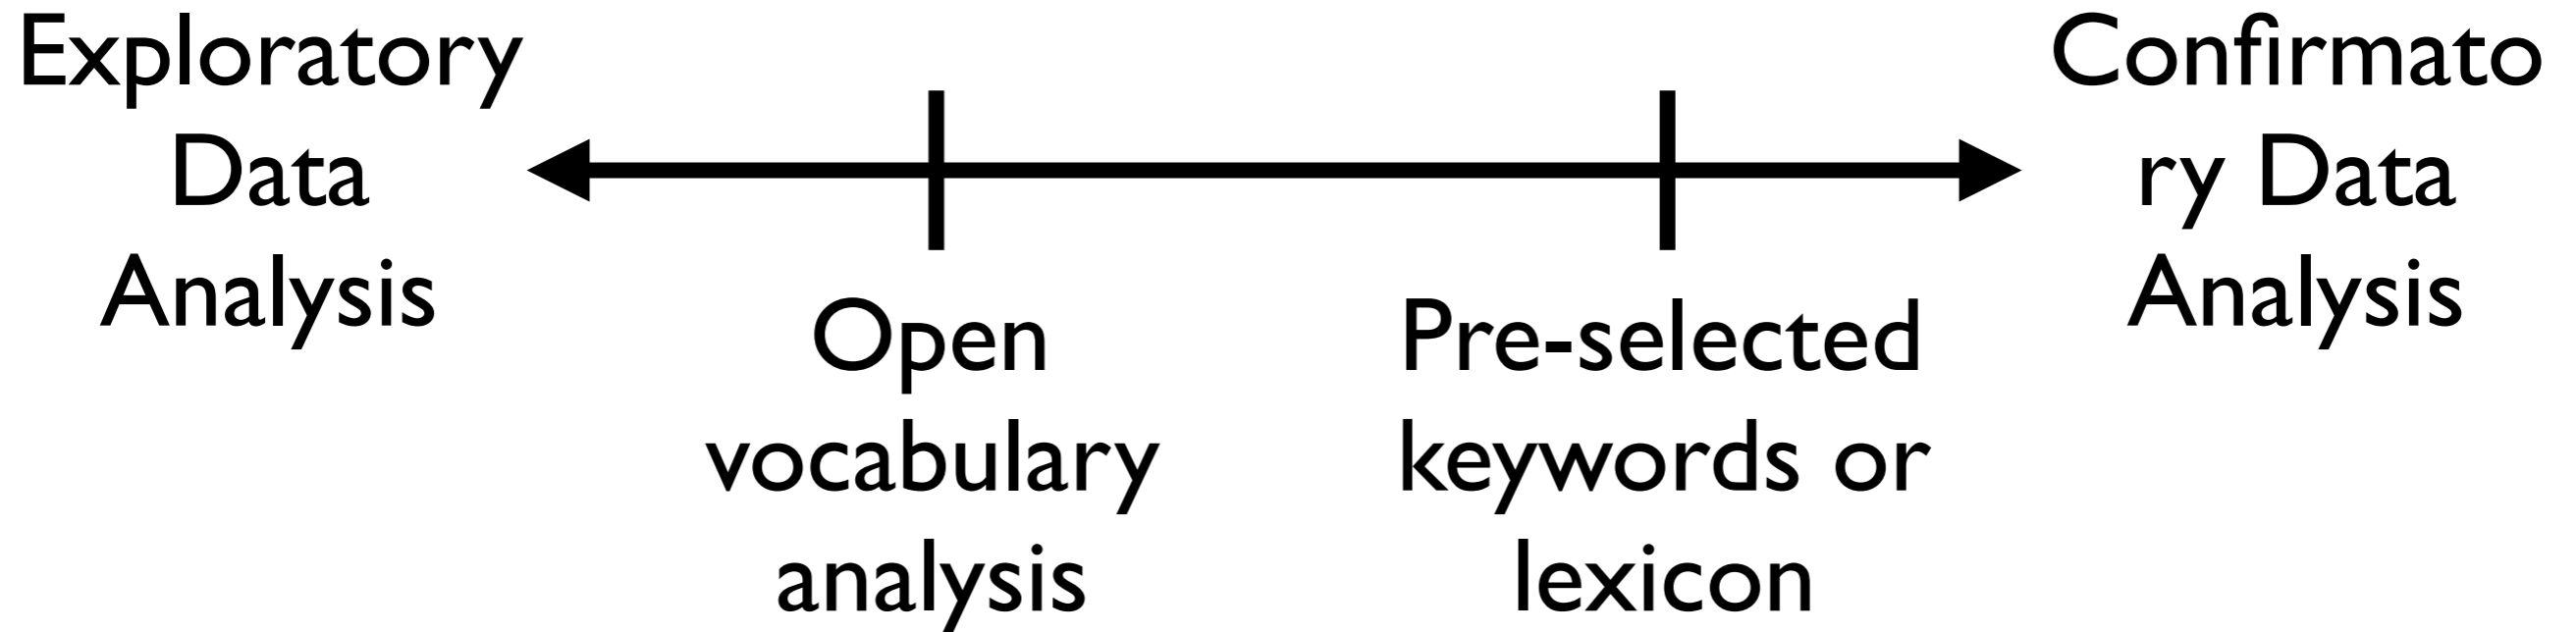 Exploratory
Data
Analysis
Open
vocabulary
analysis
Pre-selected
keywords or
lexicon
Confirmato
ry Data
Analysis